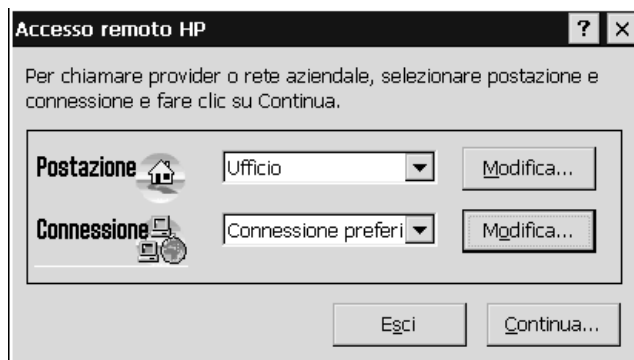 Accesso remoto HP ? ×
Per chiamare provider o rete aziendale, selezionare postazione e
connessione e fare clic su Continua.
Postazione Ufficio Modifica...
Connessione Connessione preferi Modifica...
Esci Continua...